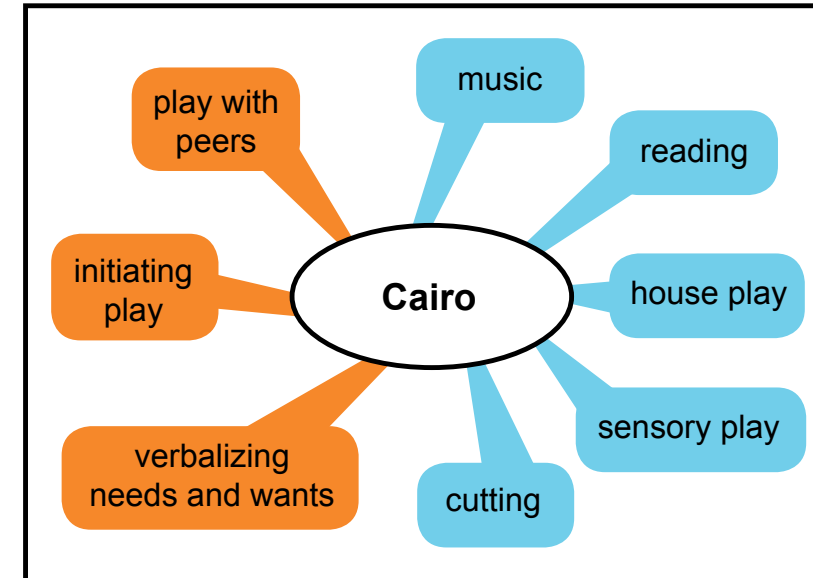 music
play with
peers
reading
initiating
play
Cairo
house play
sensory play
verbalizing
needs and wants
cutting